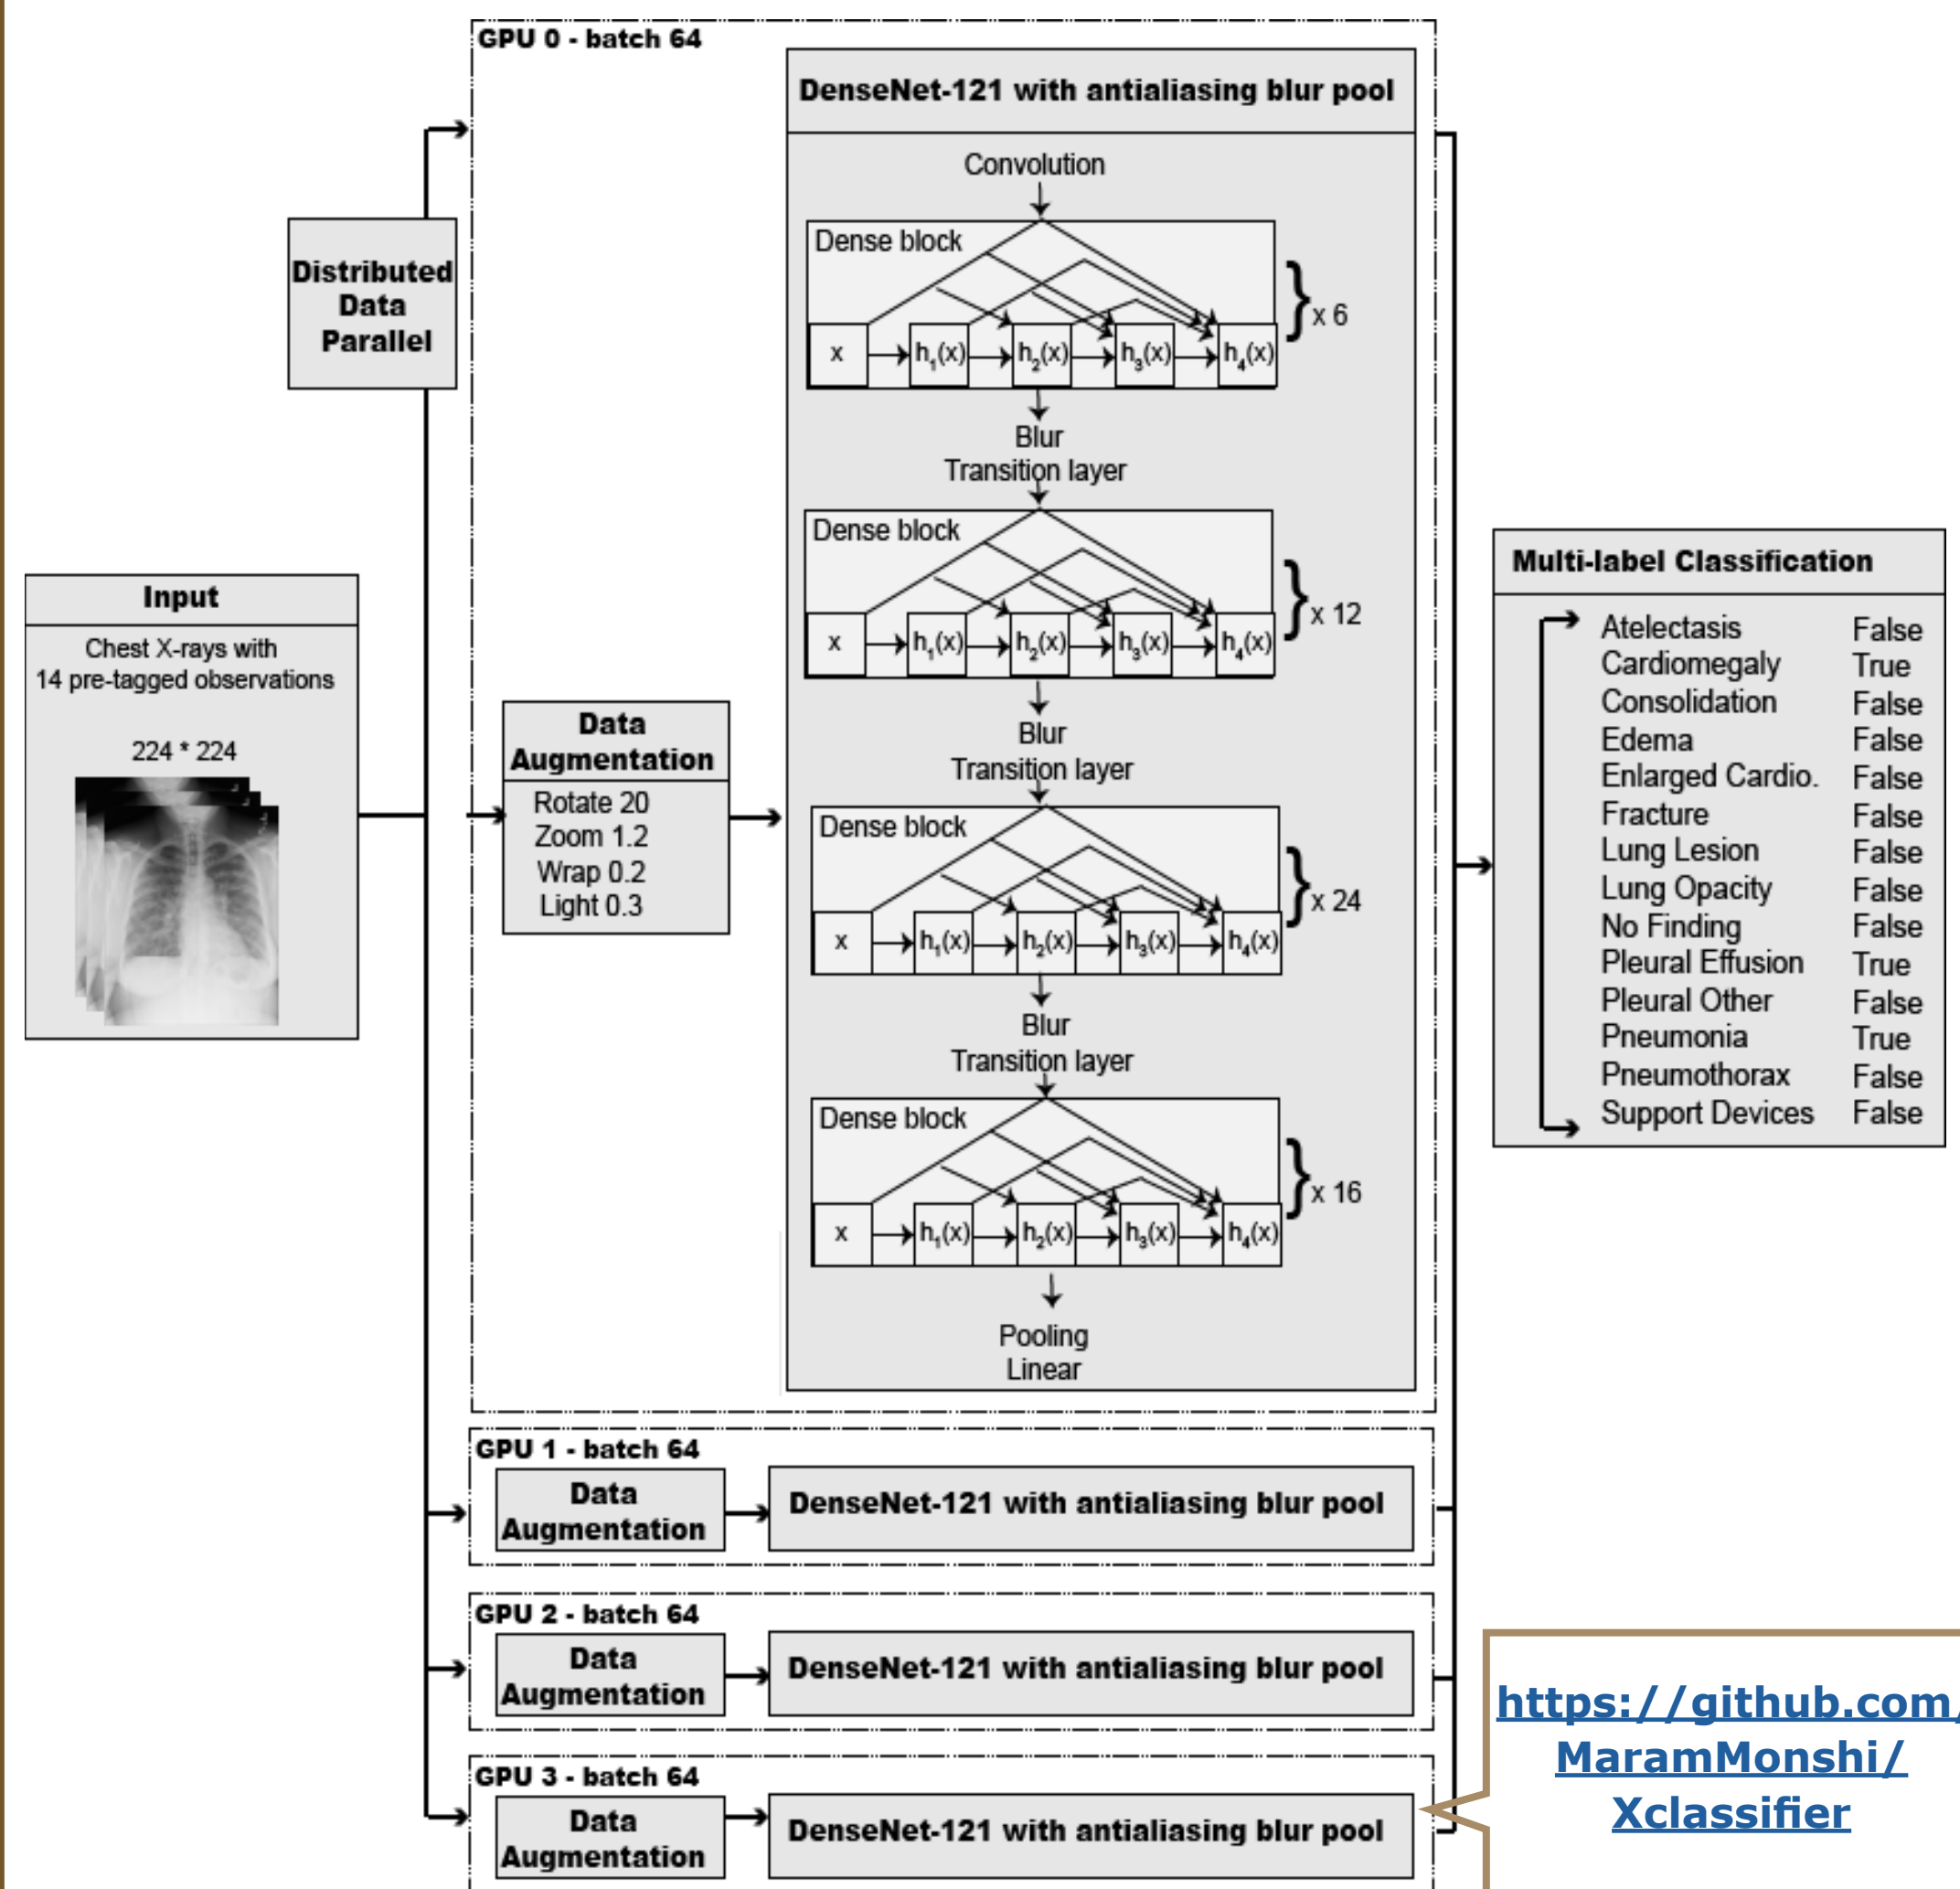 GPU 0 - batch 64
DenseNet-121 with antialiasing blur pool
Convolution
Dense block
x h₁(x) h₂(x) h₃(x) h₄(x)
} x 6
Blur
Transition layer
Dense block
x h₁(x) h₂(x) h₃(x) h₄(x)
} x 12
Blur
Transition layer
Dense block
x h₁(x) h₂(x) h₃(x) h₄(x)
} x 24
Blur
Transition layer
Dense block
x h₁(x) h₂(x) h₃(x) h₄(x)
} x 16
Pooling
Linear
Distributed
Data
Parallel
Input
Chest X-rays with
14 pre-tagged observations
224 * 224
Data
Augmentation
Rotate 20
Zoom 1.2
Wrap 0.2
Light 0.3
Multi-label Classification
Atelectasis False
Cardiomegaly True
Consolidation False
Edema False
Enlarged Cardio. False
Fracture False
Lung Lesion False
Lung Opacity False
No Finding False
Pleural Effusion True
Pleural Other False
Pneumonia True
Pneumothorax False
Support Devices False
GPU 1 - batch 64
Data
Augmentation
DenseNet-121 with antialiasing blur pool
GPU 2 - batch 64
Data
Augmentation
DenseNet-121 with antialiasing blur pool
GPU 3 - batch 64
Data
Augmentation
DenseNet-121 with antialiasing blur pool
https://github.com/
MaramMonshi/
Xclassifier